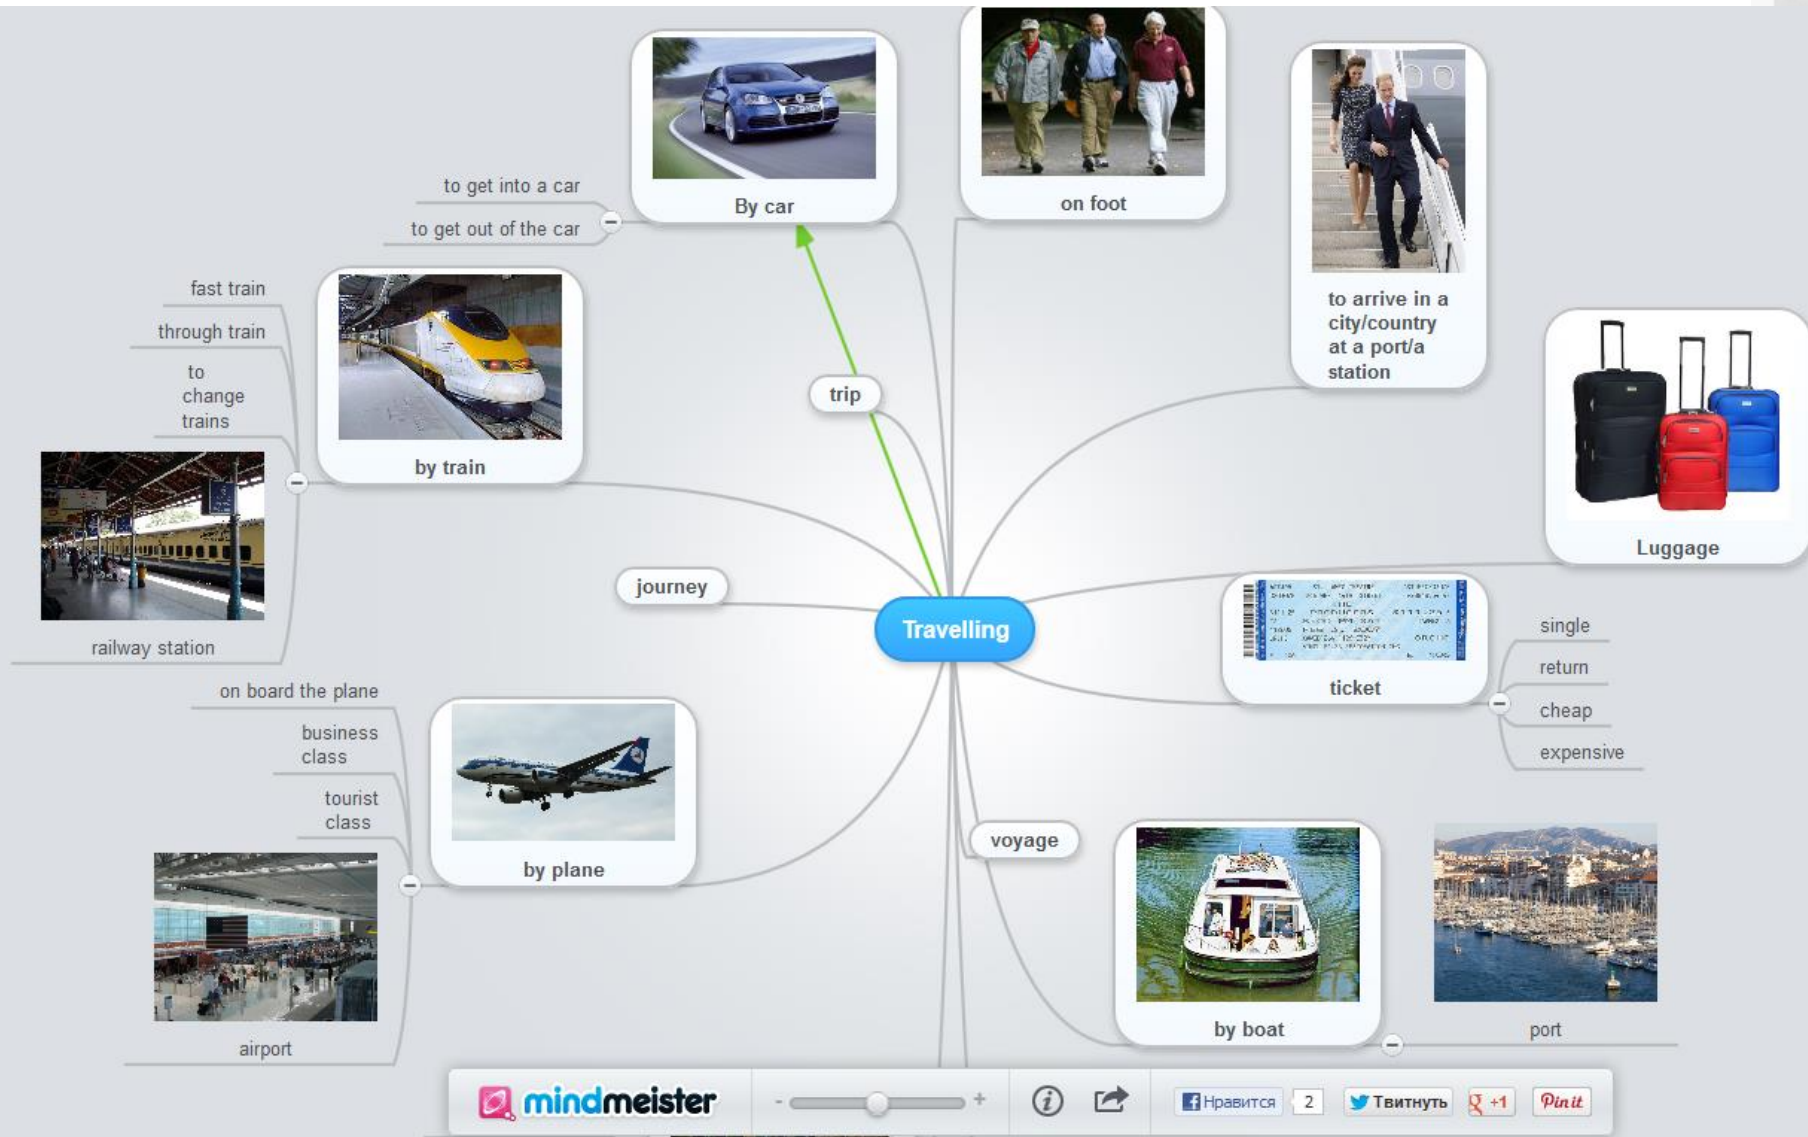 By car
on foot
to get into a car
to get out of the car
fast train
through train
to
change
trains
by train
railway station
to arrive in a
city/country
at a port/a
station
Luggage
trip
journey
Travelling
ticket
single
return
cheap
expensive
on board the plane
business
class
tourist
class
by plane
airport
voyage
by boat
port
mindmeister
- +
Нравится 2
Твитнуть
+1
Pin it